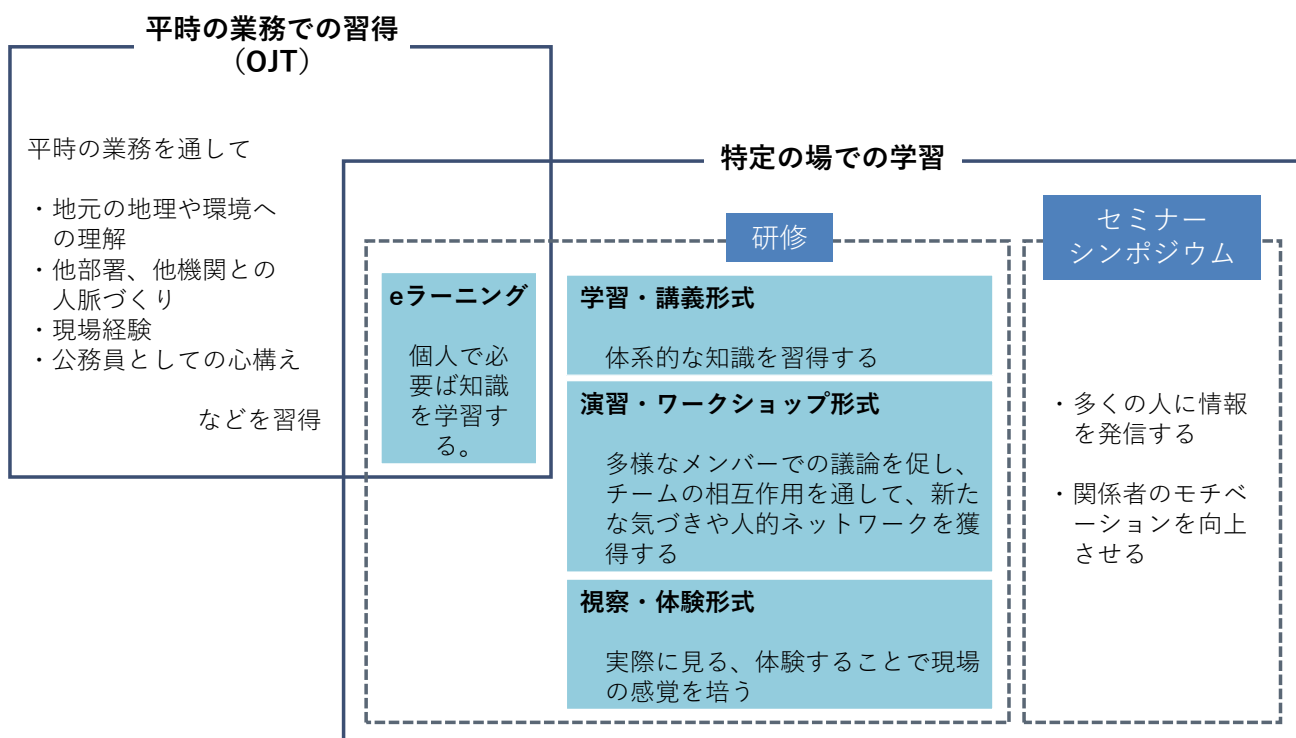 平時の業務での習得
（OJT）
平時の業務を通して
・地元の地理や環境へ
の理解
・他部署、他機関との
人脈づくり
・現場経験
・公務員としての心構え
などを習得
特定の場での学習
研修
eラーニング
個人で必
要ば知識
を学習す
る。
学習・講義形式
体系的な知識を習得する
演習・ワークショップ形式
多様なメンバーでの議論を促し、
チームの相互作用を通して、新た
な気づきや人的ネットワークを獲
得する
視察・体験形式
実際に見る、体験することで現場
の感覚を培う
セミナー
シンポジウム
・多くの人に情報
を発信する
・関係者のモチベ
ーションを向上
させる